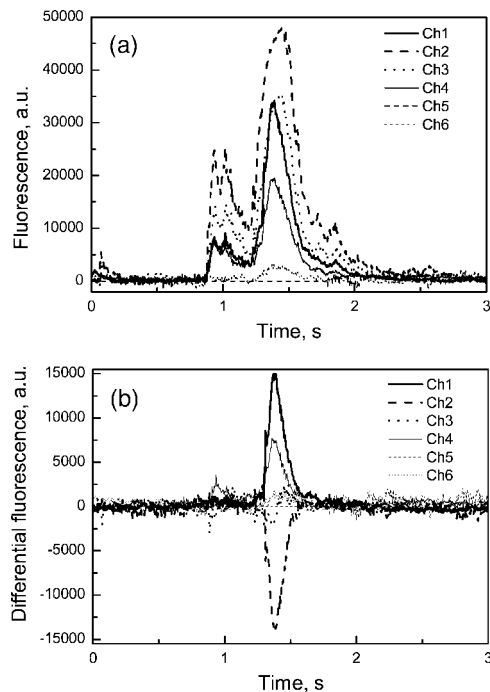 50000
40000
30000
20000
10000
0
Fluorescence, a.u.
(a)
Ch1
Ch2
Ch3
Ch4
Ch5
Ch6
0
1
2
3
Time, s
15000
10000
5000
0
-5000
-10000
-15000
Differential fluorescence, a.u.
(b)
Ch1
Ch2
Ch3
Ch4
Ch5
Ch6
0
1
2
3
Time, s